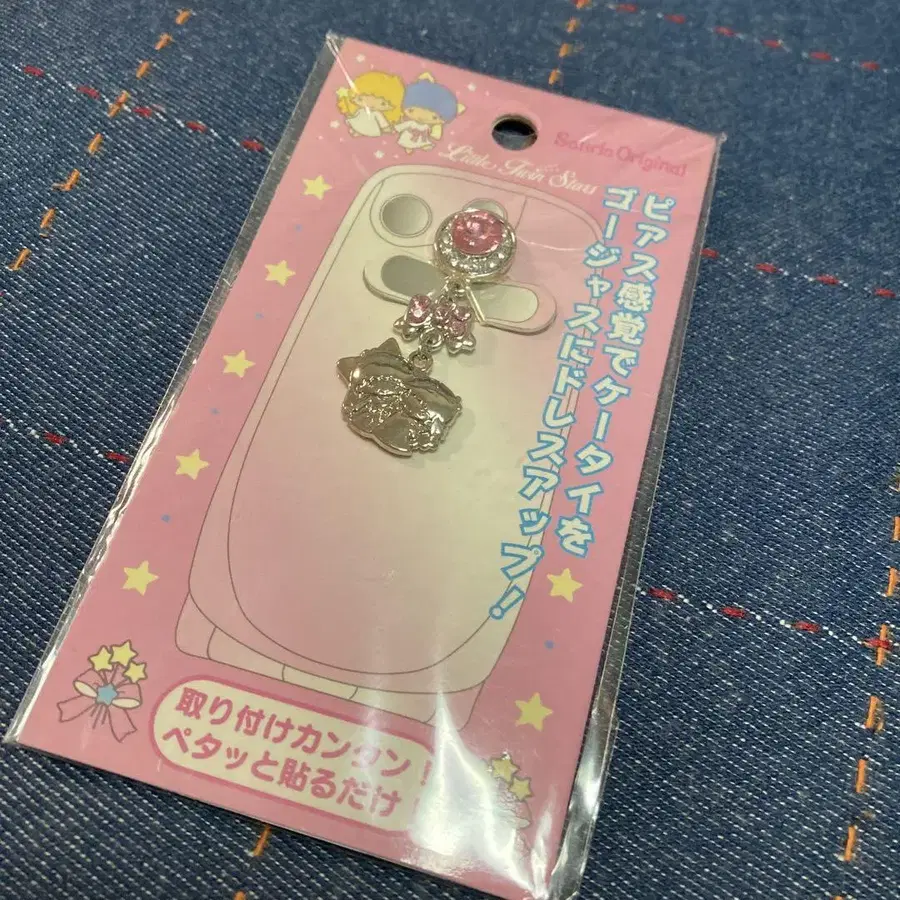 Sanrio Original
Little Twin Stars
ピアス感覚でケータイを
ゴージャスにドレスアップ!
取り付けカンタン!
ペタッと貼るだけ